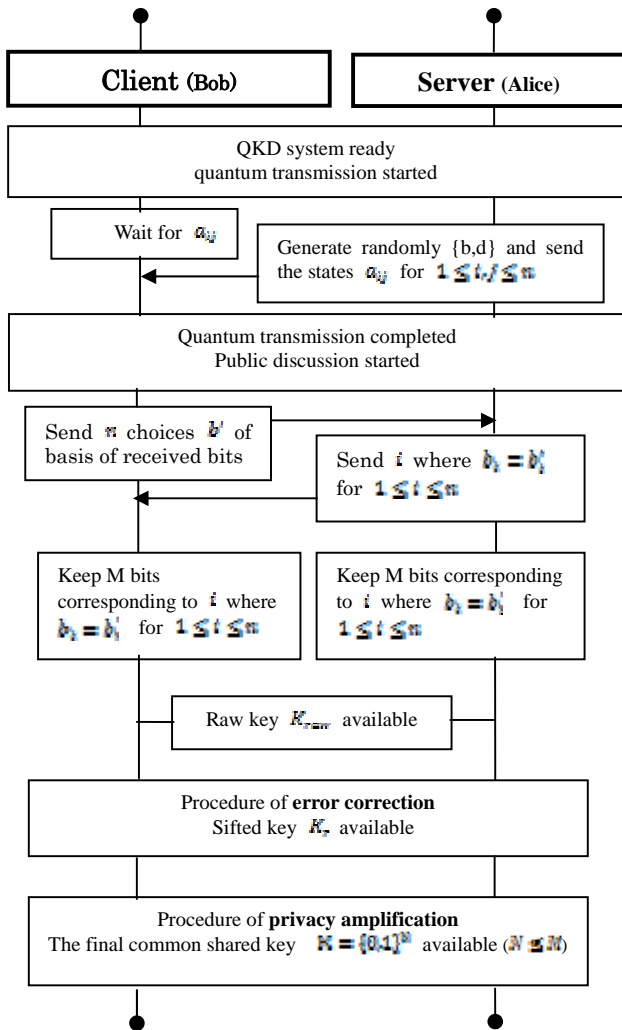 Client (Bob)
Server (Alice)
QKD system ready
quantum transmission started
Wait for a_ij
Generate randomly {b,d} and send
the states a_ij for 1 ≤ i,j ≤ n
Quantum transmission completed
Public discussion started
Send n choices b' of
basis of received bits
Send i where b_i = b'_i
for 1 ≤ i ≤ n
Keep M bits
corresponding to i where
b_i = b'_i for 1 ≤ i ≤ n
Keep M bits corresponding
to i where b_i = b'_i for
1 ≤ i ≤ n
Raw key K_raw available
Procedure of error correction
Sifted key K_r available
Procedure of privacy amplification
The final common shared key K = {0,1}^N available (N ≤ M)